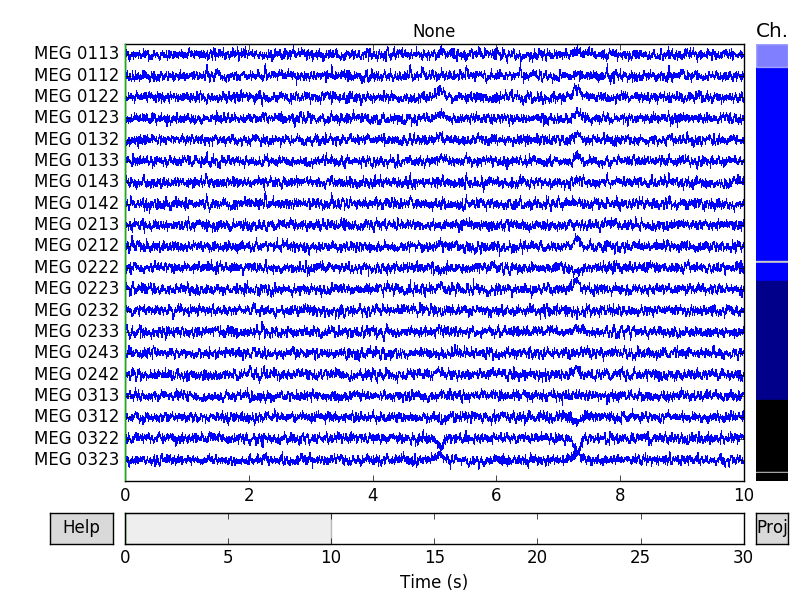 None
Ch.
MEG 0113
MEG 0112
MEG 0122
MEG 0123
MEG 0132
MEG 0133
MEG 0143
MEG 0142
MEG 0213
MEG 0212
MEG 0222
MEG 0223
MEG 0232
MEG 0233
MEG 0243
MEG 0242
MEG 0313
MEG 0312
MEG 0322
MEG 0323
0 2 4 6 8 10
Help
Proj
0 5 10 15 20 25 30
Time (s)